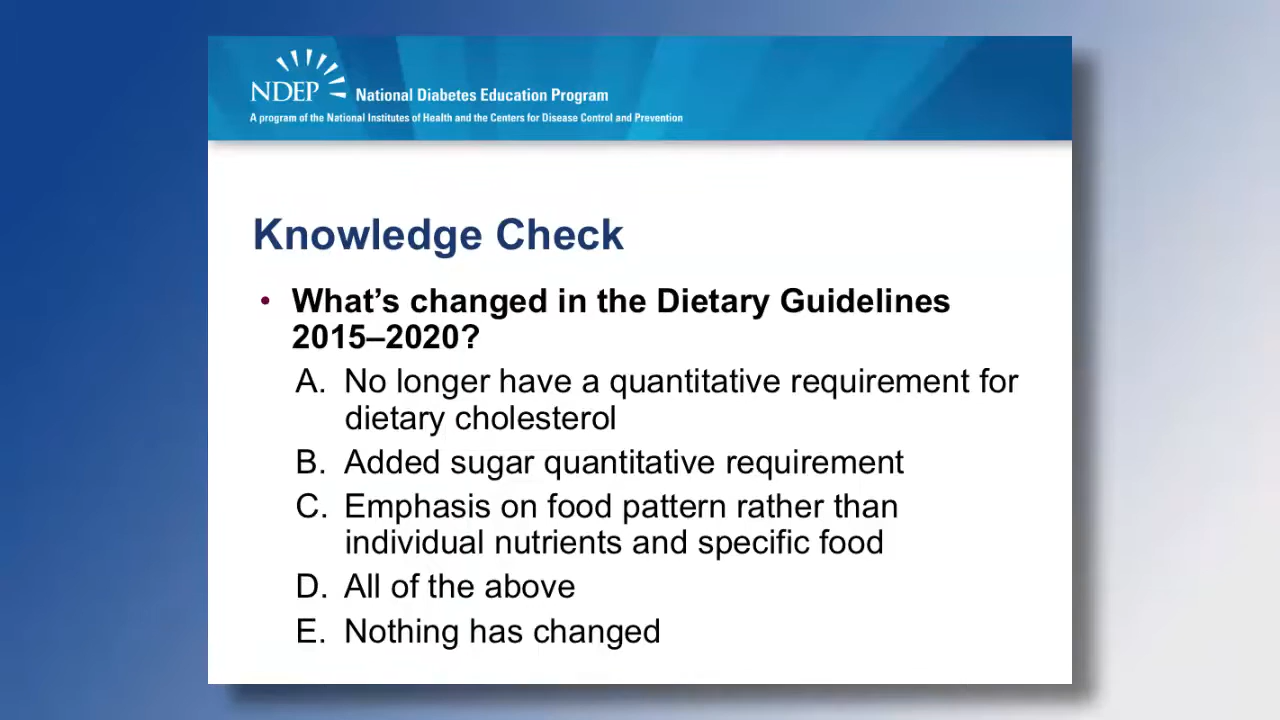 NDEP National Diabetes Education Program
A program of the National Institutes of Health and the Centers for Disease Control and Prevention
Knowledge Check
• What’s changed in the Dietary Guidelines
2015–2020?
A. No longer have a quantitative requirement for
dietary cholesterol
B. Added sugar quantitative requirement
C. Emphasis on food pattern rather than
individual nutrients and specific food
D. All of the above
E. Nothing has changed